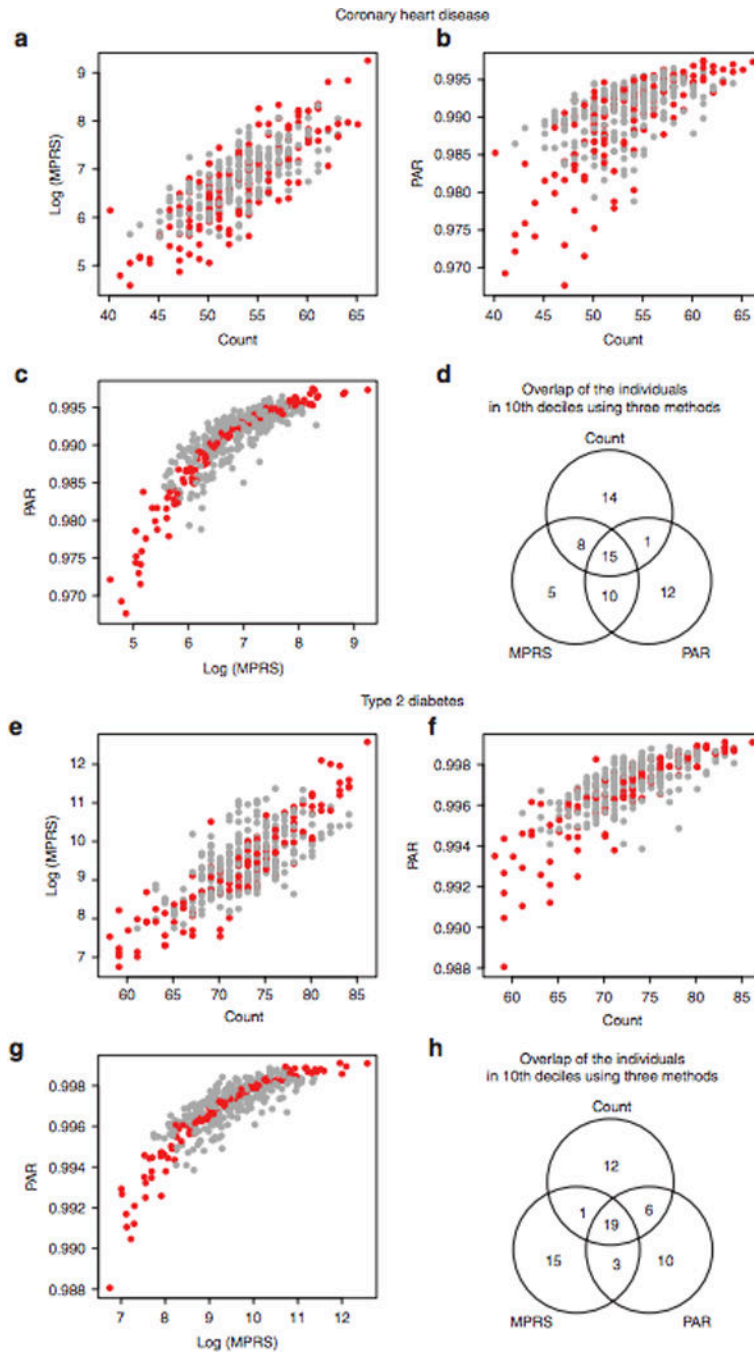 Coronary heart disease
a
9
8
7
6
5
Log (MPRS)
40 45 50 55 60 65
Count
b
0.995
0.990
0.985
0.980
0.975
0.970
PAR
40 45 50 55 60 65
Count
c
0.995
0.990
0.985
0.980
0.975
0.970
PAR
5 6 7 8 9
Log (MPRS)
d
Overlap of the individuals
in 10th deciles using three methods
Count
14
8 15 1
5 10 12
MPRS PAR
Type 2 diabetes
e
12
11
10
9
8
7
Log (MPRS)
60 65 70 75 80 85
Count
f
0.998
0.996
0.994
0.992
0.990
0.988
PAR
60 65 70 75 80 85
Count
g
0.998
0.996
0.994
0.992
0.990
0.988
PAR
7 8 9 10 11 12
Log (MPRS)
h
Overlap of the individuals
in 10th deciles using three methods
Count
12
1 19 6
15 3 10
MPRS PAR